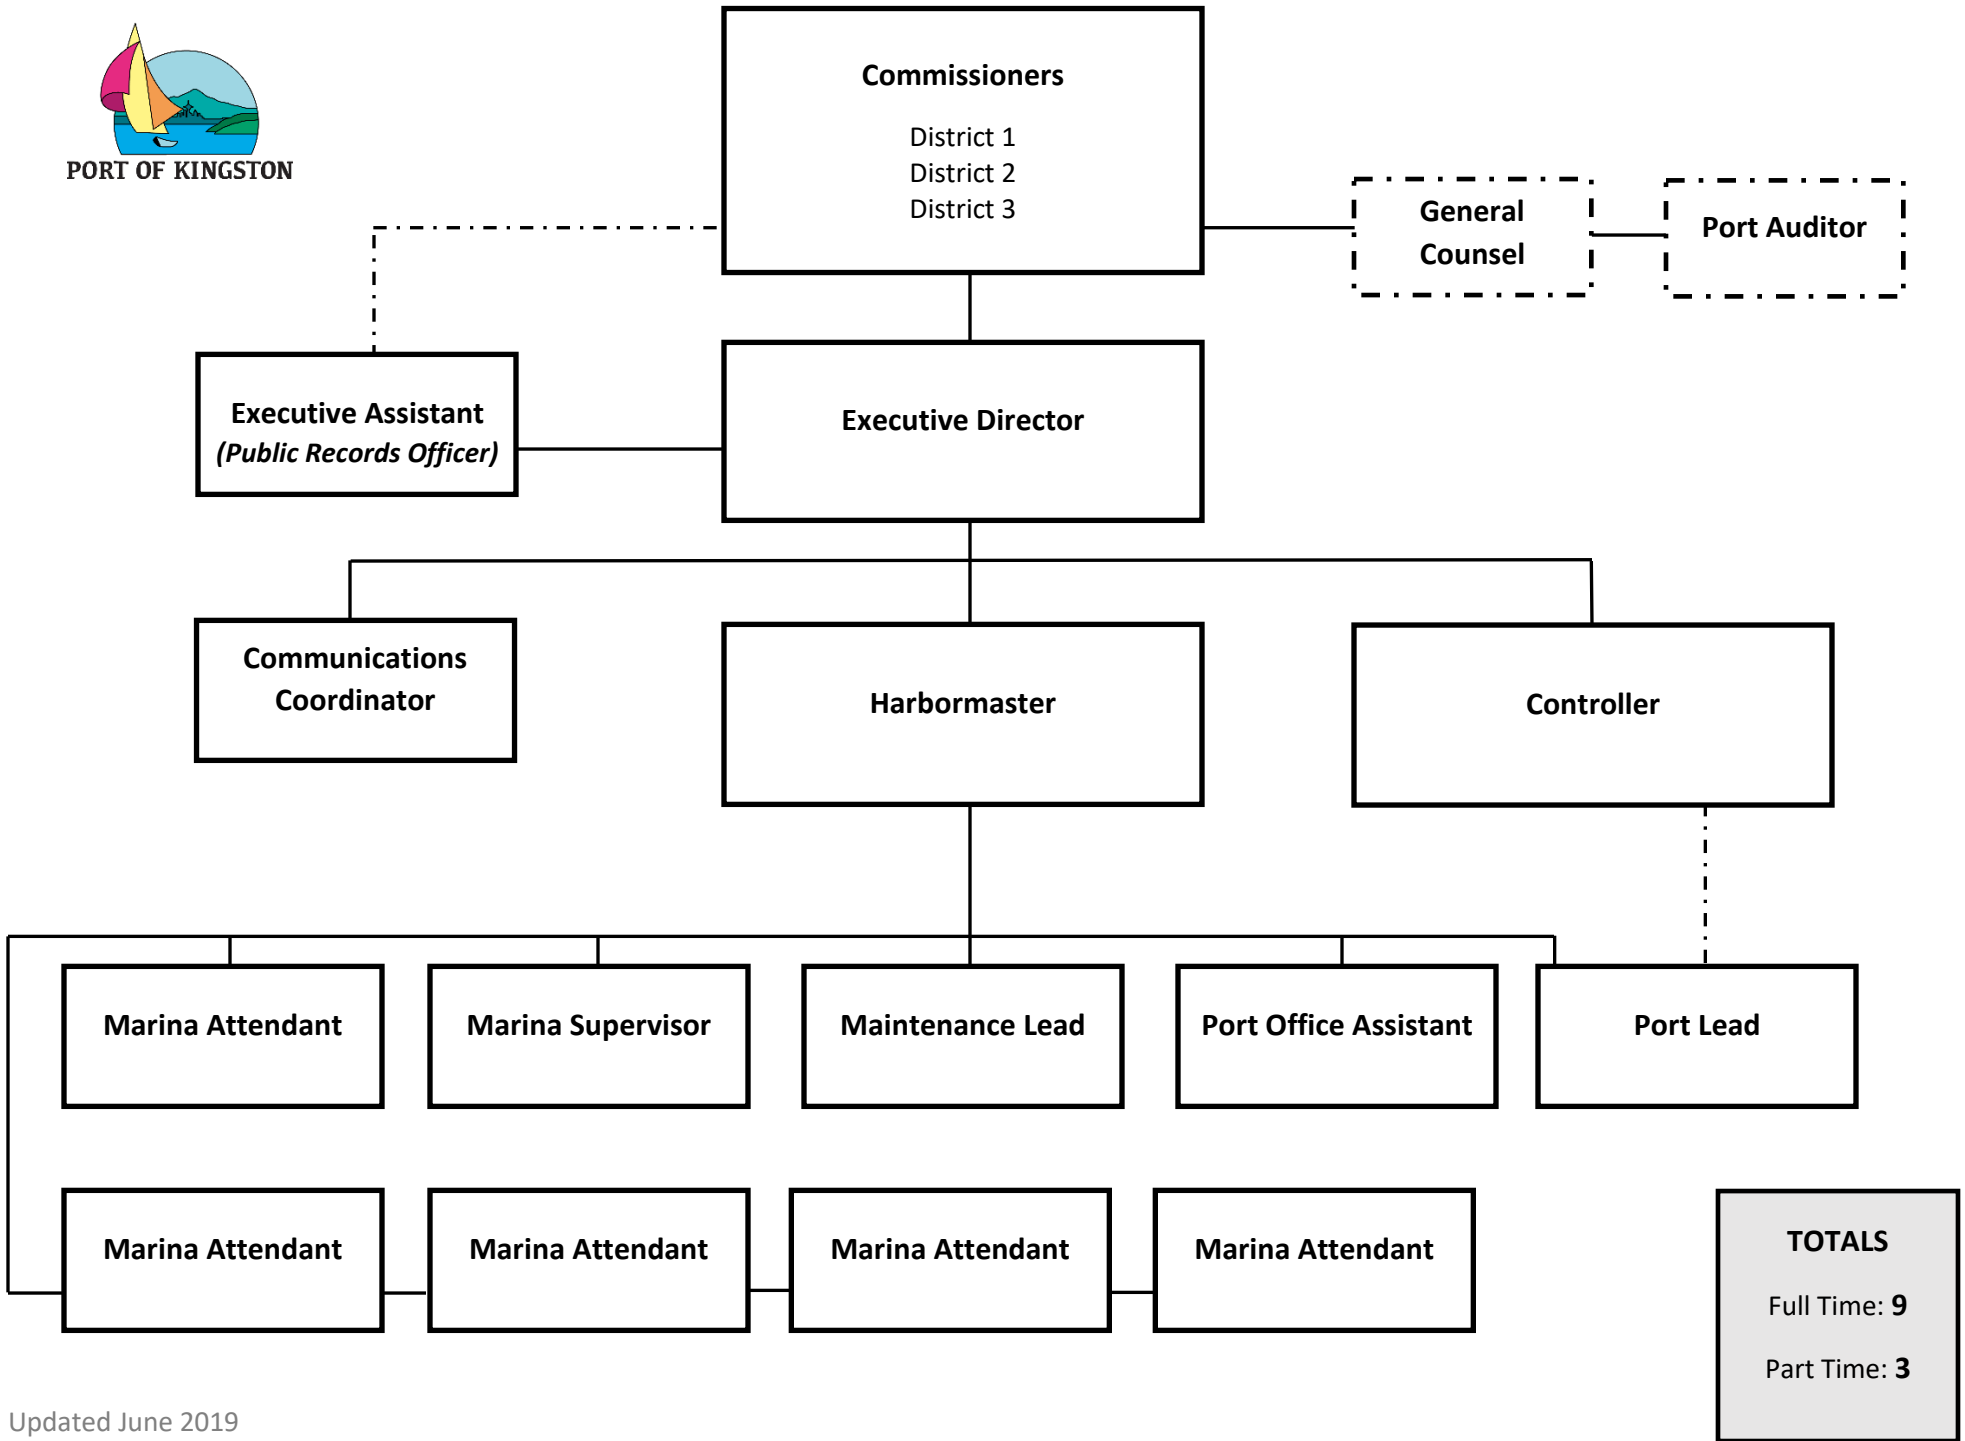 PORT OF KINGSTON
Commissioners
District 1
District 2
District 3
General
Counsel
Port Auditor
Executive Assistant
(Public Records Officer)
Executive Director
Communications
Coordinator
Harbormaster
Controller
Marina Attendant
Marina Supervisor
Maintenance Lead
Port Office Assistant
Port Lead
Marina Attendant
Marina Attendant
Marina Attendant
Marina Attendant
TOTALS
Full Time: 9
Part Time: 3
Updated June 2019